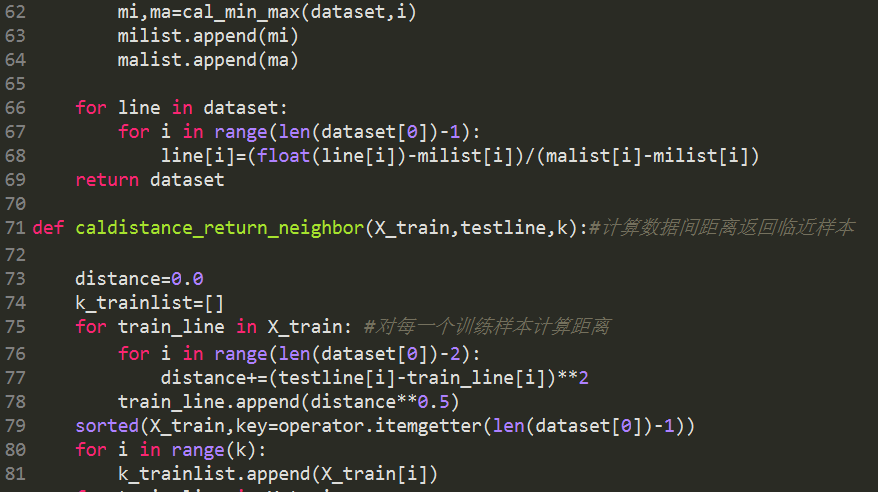 62 mi,ma=cal_min_max(dataset,i)
63 milist.append(mi)
64 malist.append(ma)
65
66 for line in dataset:
67 for i in range(len(dataset[0])-1):
68 line[i]=(float(line[i])-milist[i])/(malist[i]-milist[i])
69 return dataset
70
71 def caldistance_return_neighbor(X_train,testline,k):#计算数据间距离返回临近样本
72
73 distance=0.0
74 k_trainlist=[]
75 for train_line in X_train: #对每一个训练样本计算距离
76 for i in range(len(dataset[0])-2):
77 distance+=(testline[i]-train_line[i])**2
78 train_line.append(distance**0.5)
79 sorted(X_train,key=operator.itemgetter(len(dataset[0])-1))
80 for i in range(k):
81 k_trainlist.append(X_train[i])